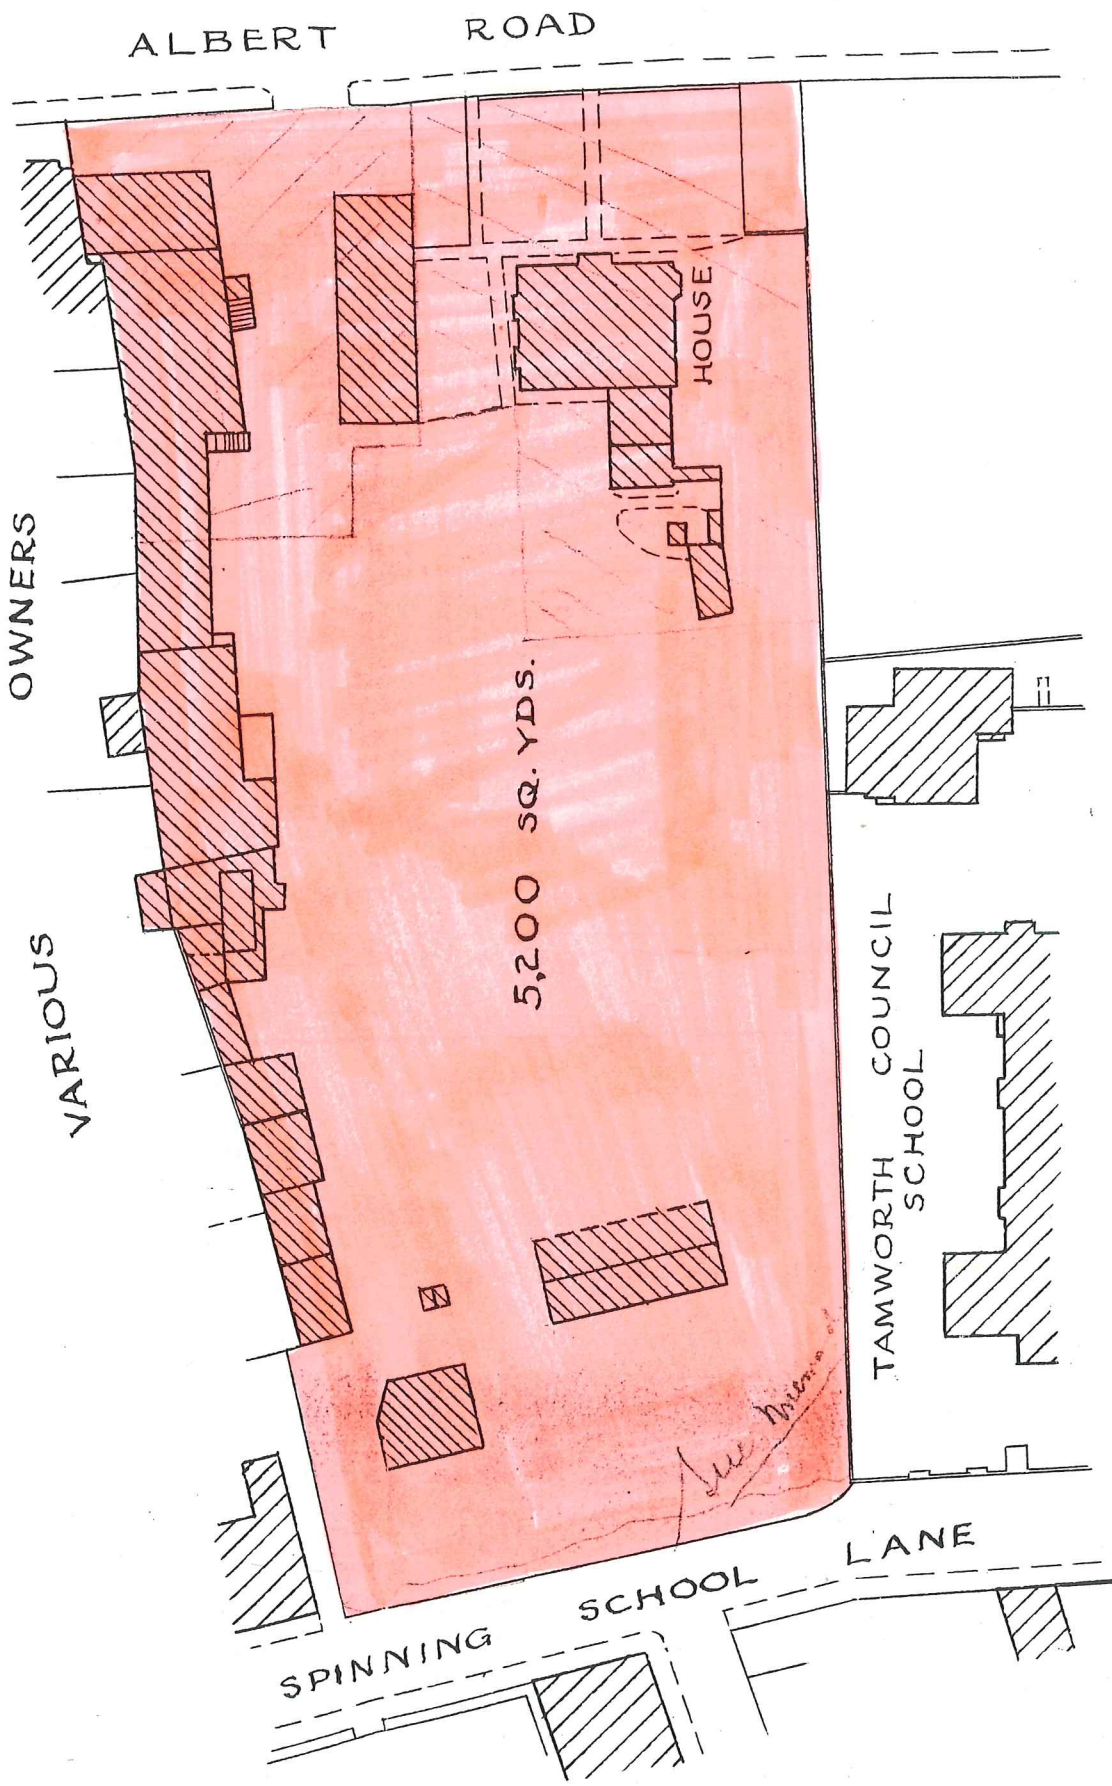 ALBERT ROAD
HOUSE
OWNERS
VARIOUS
5,200 SQ. YDS.
TAMWORTH COUNCIL
SCHOOL
SPINNING SCHOOL LANE